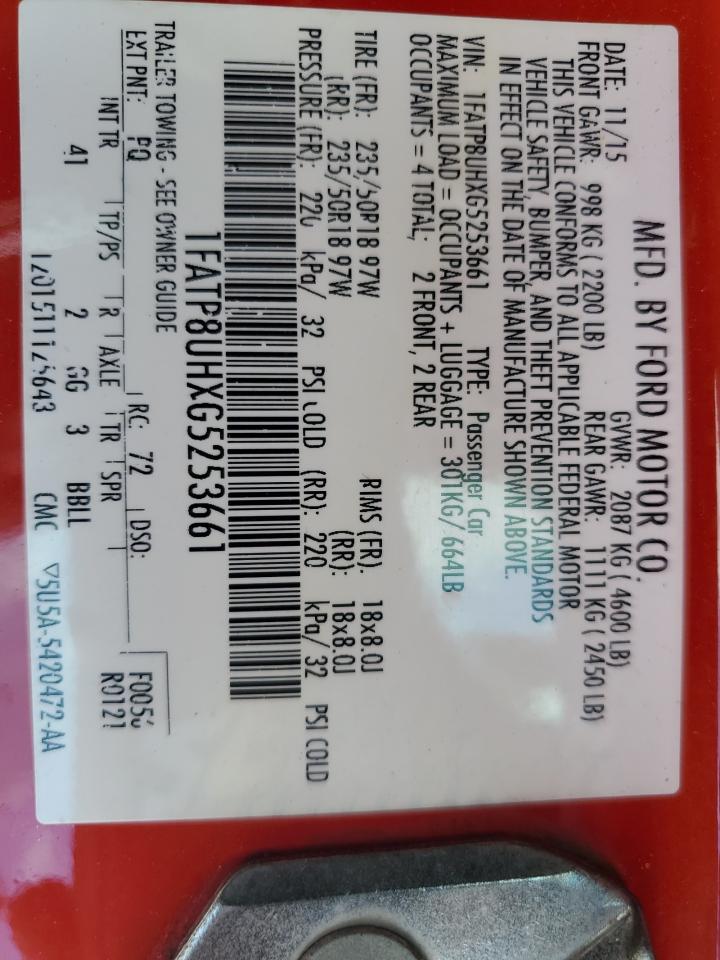 MFD. BY FORD MOTOR CO.
DATE: 11/15 GVWR: 2087 KG ( 4600 LB)
FRONT GAWR: 998 KG ( 2200 LB) REAR GAWR: 1111 KG ( 2450 LB)
THIS VEHICLE CONFORMS TO ALL APPLICABLE FEDERAL MOTOR
VEHICLE SAFETY, BUMPER, AND THEFT PREVENTION STANDARDS
IN EFFECT ON THE DATE OF MANUFACTURE SHOWN ABOVE.
VIN: 1FATP8UHXG5253661 TYPE: Passenger Car
MAXIMUM LOAD = OCCUPANTS + LUGGAGE = 301KG/ 664LB
OCCUPANTS = 4 TOTAL, 2 FRONT, 2 REAR
TIRE (FR): 235/50R18 97W RIMS (FR): 18x8.0J
(RR): 235/50R18 97W (RR): 18x8.0J
PRESSURE (FR): 220 kPa/ 32 PSI COLD (RR): 220 kPa/ 32 PSI COLD
1FATP8UHXG5253661
TRAILER TOWING - SEE OWNER GUIDE
EXT PNT: PQ RC: 72 DSO: F0056
R0121
INT TR TP/PS R AXLE TR SPR
41 2 GG 3 BBLL
CMC 5U5A-5420472-AA